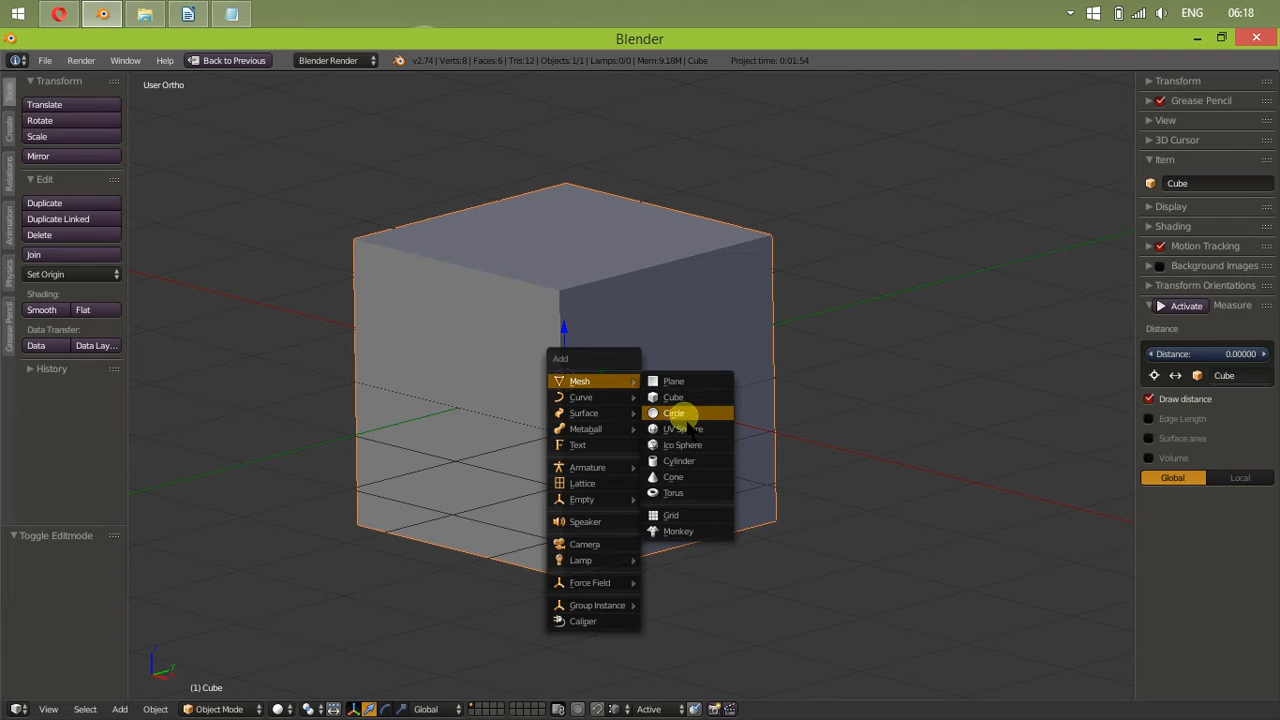 ENG
06:18
Blender
File
Render
Window
Help
Back to Previous
Blender Render
v2.74 | Verts:8 | Faces:6 | Tris:12 | Objects:1/1 | Lamps:0/0 | Mem:9.18M | Cube
Project time: 0:01:54
Tools
Create
Relations
Animation
Physics
Grease Pencil
Transform
Translate
Rotate
Scale
Mirror
Edit
Duplicate
Duplicate Linked
Delete
Join
Set Origin
Shading:
Smooth
Flat
Data Transfer:
Data
Data Lay...
History
Toggle Editmode
User Ortho
Add
Mesh
Curve
Surface
Metaball
Text
Armature
Lattice
Empty
Speaker
Camera
Lamp
Force Field
Group Instance
Caliper
Plane
Cube
Circle
UV Sphere
Ico Sphere
Cylinder
Cone
Torus
Grid
Monkey
Transform
Grease Pencil
View
3D Cursor
Item
Cube
Display
Shading
Motion Tracking
Background Images
Transform Orientations
Activate
Measure
Distance
Distance:
0.00000
Cube
Draw distance
Edge Length
Surface area
Volume
Global
Local
z
y
(1) Cube
View
Select
Add
Object
Object Mode
Global
Active